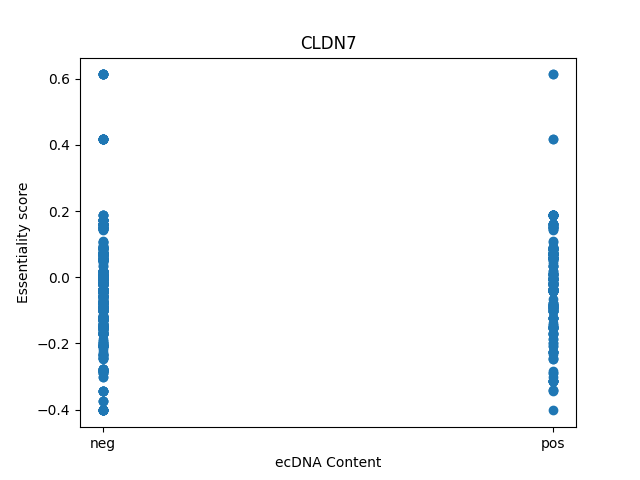 CLDN7
0.6
0.4
0.2
0.0
−0.2
−0.4
Essentiality score
neg
pos
ecDNA Content